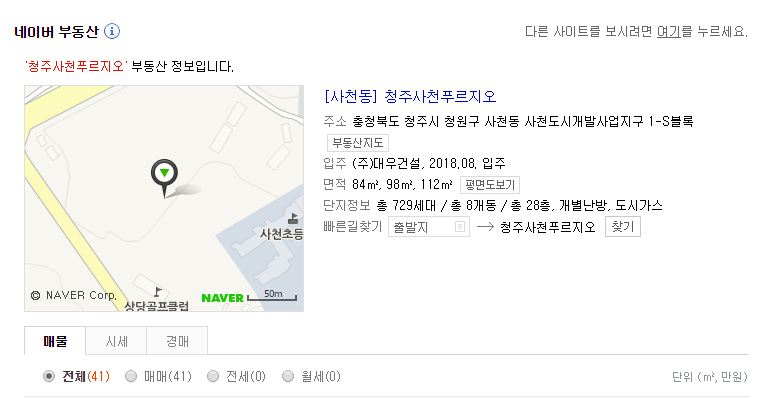 네이버 부동산
다른 사이트를 보시려면 여기를 누르세요.
'청주사천푸르지오' 부동산 정보입니다.
사천초등
상당골프클럽
© NAVER Corp.
NAVER 50m
[사천동] 청주사천푸르지오
주소 충청북도 청주시 청원구 사천동 사천도시개발사업지구 1-S블록
부동산지도
입주 (주)대우건설, 2018.08. 입주
면적 84㎡, 98㎡, 112㎡ 평면도보기
단지정보 총 729세대 / 총 8개동 / 총 28층, 개별난방, 도시가스
빠른길찾기 출발지 → 청주사천푸르지오 찾기
매물 시세 경매
전체(41) 매매(41) 전세(0) 월세(0) 단위 (㎡, 만원)